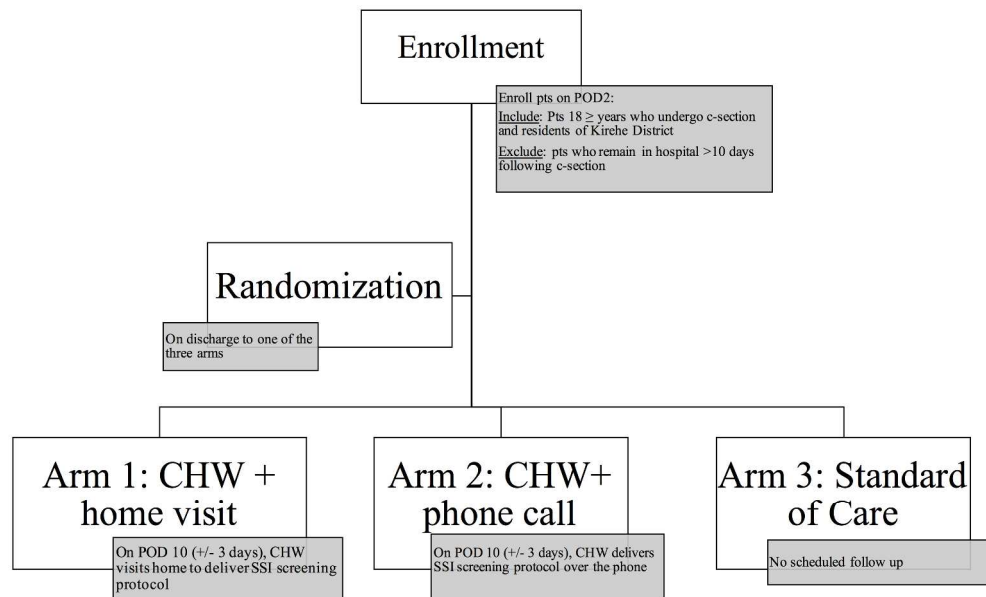 Enrollment
Enroll pts on POD2:
Include: Pts 18 ≥ years who undergo c-section
and residents of Kirehe District
Exclude: pts who remain in hospital >10 days
following c-section
Randomization
On discharge to one of the
three arms
Arm 1: CHW +
home visit
On POD 10 (+/- 3 days), CHW
visits home to deliver SSI screening
protocol
Arm 2: CHW+
phone call
On POD 10 (+/- 3 days), CHW delivers
SSI screening protocol over the phone
Arm 3: Standard
of Care
No scheduled follow up